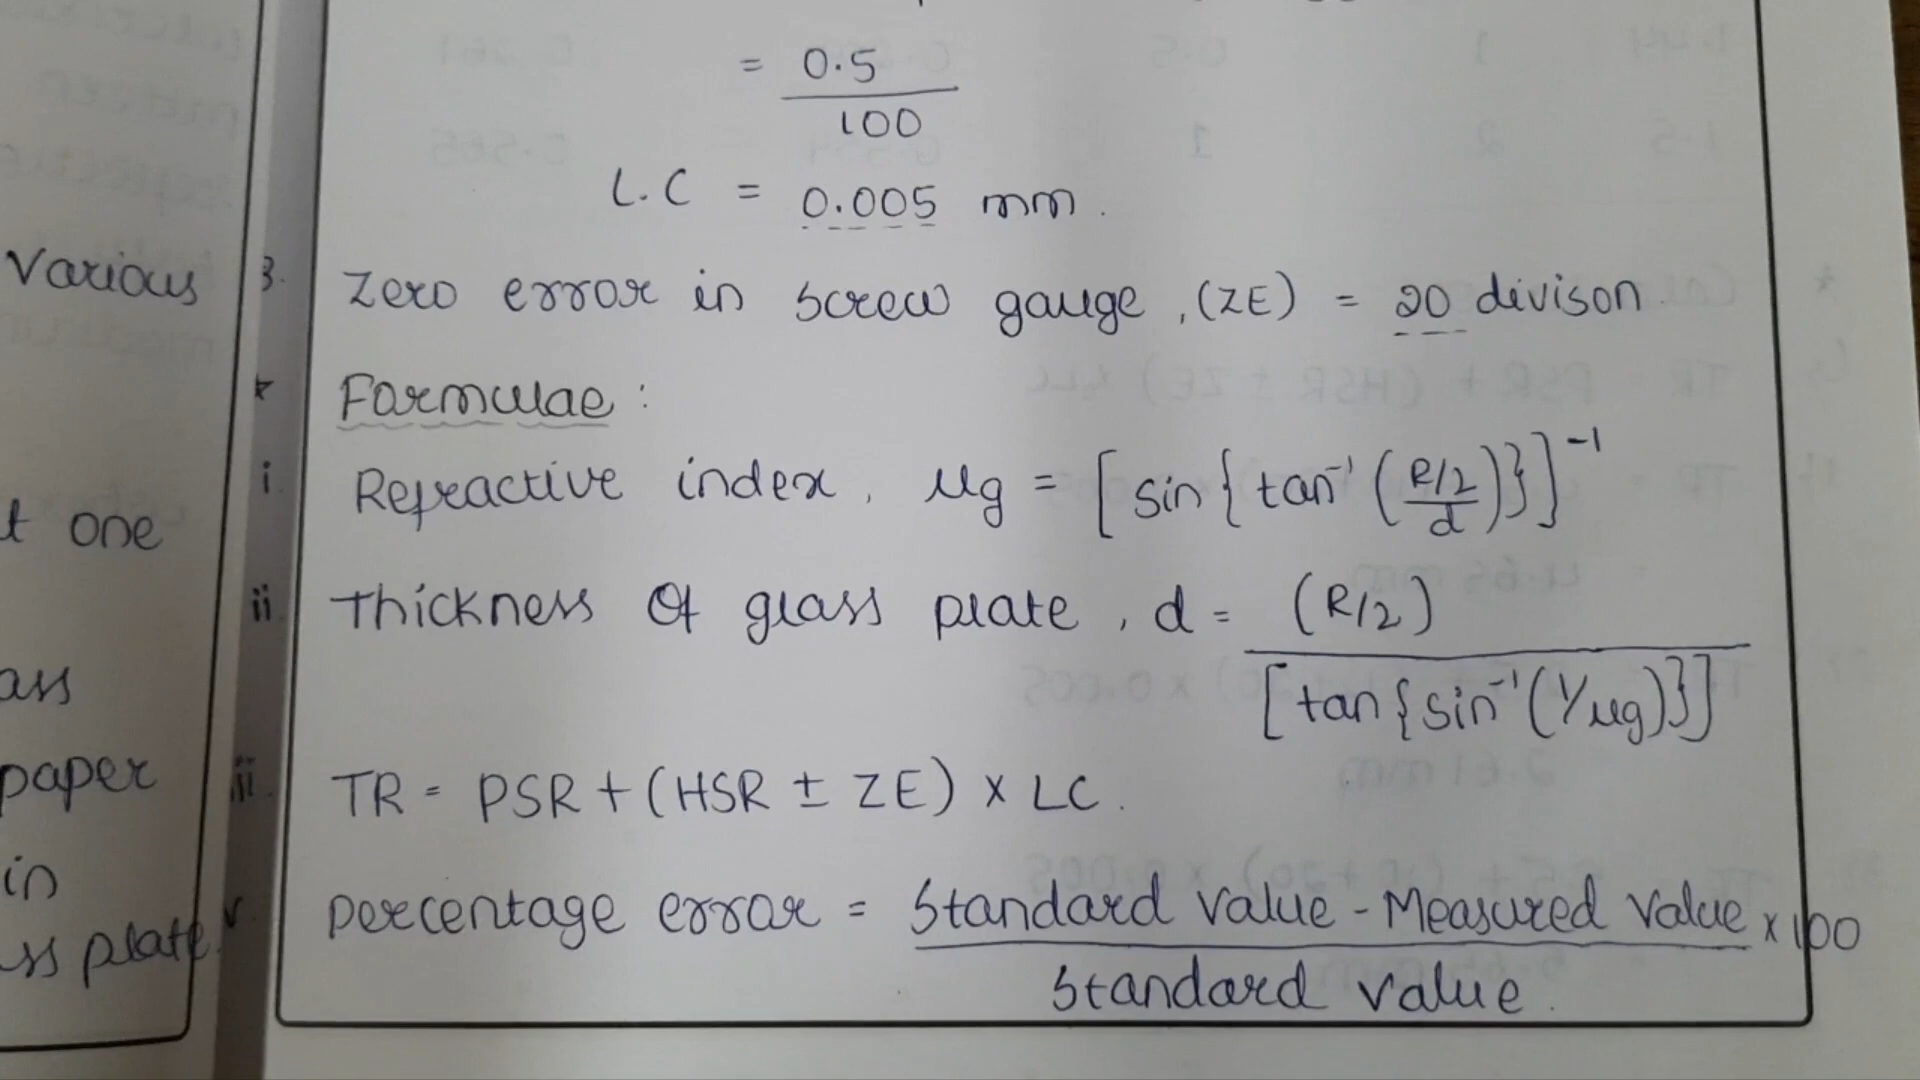 = 0.5
100
L.C = 0.005 mm.
3. Zero error in screw gauge, (ZE) = 20 divison.
* Formulae :
i. Refractive index, μg = [sin{tan⁻¹(R/2/d)}]⁻¹
ii. Thickness of glass plate, d = (R/2)
[tan{sin⁻¹(1/μg)}]
iii. TR = PSR + (HSR ± ZE) × LC.
v. Percentage error = Standard value - Measured value × 100
Standard value.
various
t one
ass
paper
in
ss plate.